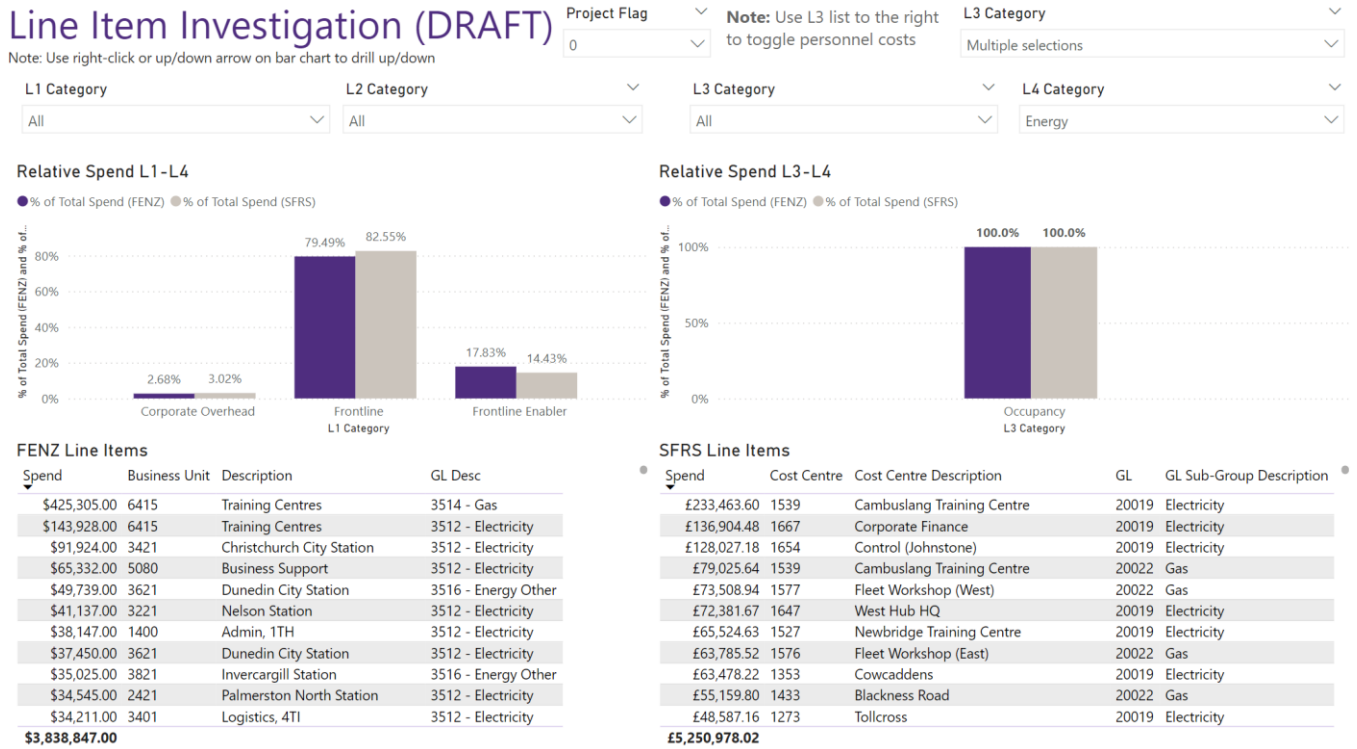 Line Item Investigation (DRAFT)
Note: Use right-click or up/down arrow on bar chart to drill up/down
Project Flag
0
Note: Use L3 list to the right
to toggle personnel costs
L3 Category
Multiple selections
L1 Category
All
L2 Category
All
L3 Category
All
L4 Category
Energy
Relative Spend L1-L4
% of Total Spend (FENZ) % of Total Spend (SFRS)
% of Total Spend (FENZ) and % of...
80%
60%
40%
20%
0%
2.68% 3.02%
79.49% 82.55%
17.83% 14.43%
Corporate Overhead Frontline Frontline Enabler
L1 Category
Relative Spend L3-L4
% of Total Spend (FENZ) % of Total Spend (SFRS)
% of Total Spend (FENZ) and % of...
100%
50%
0%
100.0% 100.0%
Occupancy
L3 Category
FENZ Line Items
Spend Business Unit Description GL Desc
$425,305.00 6415 Training Centres 3514 - Gas
$143,928.00 6415 Training Centres 3512 - Electricity
$91,924.00 3421 Christchurch City Station 3512 - Electricity
$65,332.00 5080 Business Support 3512 - Electricity
$49,739.00 3621 Dunedin City Station 3516 - Energy Other
$41,137.00 3221 Nelson Station 3512 - Electricity
$38,147.00 1400 Admin, 1TH 3512 - Electricity
$37,450.00 3621 Dunedin City Station 3512 - Electricity
$35,025.00 3821 Invercargill Station 3516 - Energy Other
$34,545.00 2421 Palmerston North Station 3512 - Electricity
$34,211.00 3401 Logistics, 4TI 3512 - Electricity
$3,838,847.00
SFRS Line Items
Spend Cost Centre Cost Centre Description GL GL Sub-Group Description
£233,463.60 1539 Cambuslang Training Centre 20019 Electricity
£136,904.48 1667 Corporate Finance 20019 Electricity
£128,027.18 1654 Control (Johnstone) 20019 Electricity
£79,025.64 1539 Cambuslang Training Centre 20022 Gas
£73,508.94 1577 Fleet Workshop (West) 20022 Gas
£72,381.67 1647 West Hub HQ 20019 Electricity
£65,524.63 1527 Newbridge Training Centre 20019 Electricity
£63,785.52 1576 Fleet Workshop (East) 20022 Gas
£63,478.22 1353 Cowcaddens 20019 Electricity
£55,159.80 1433 Blackness Road 20022 Gas
£48,587.16 1273 Tollcross 20019 Electricity
£5,250,978.02